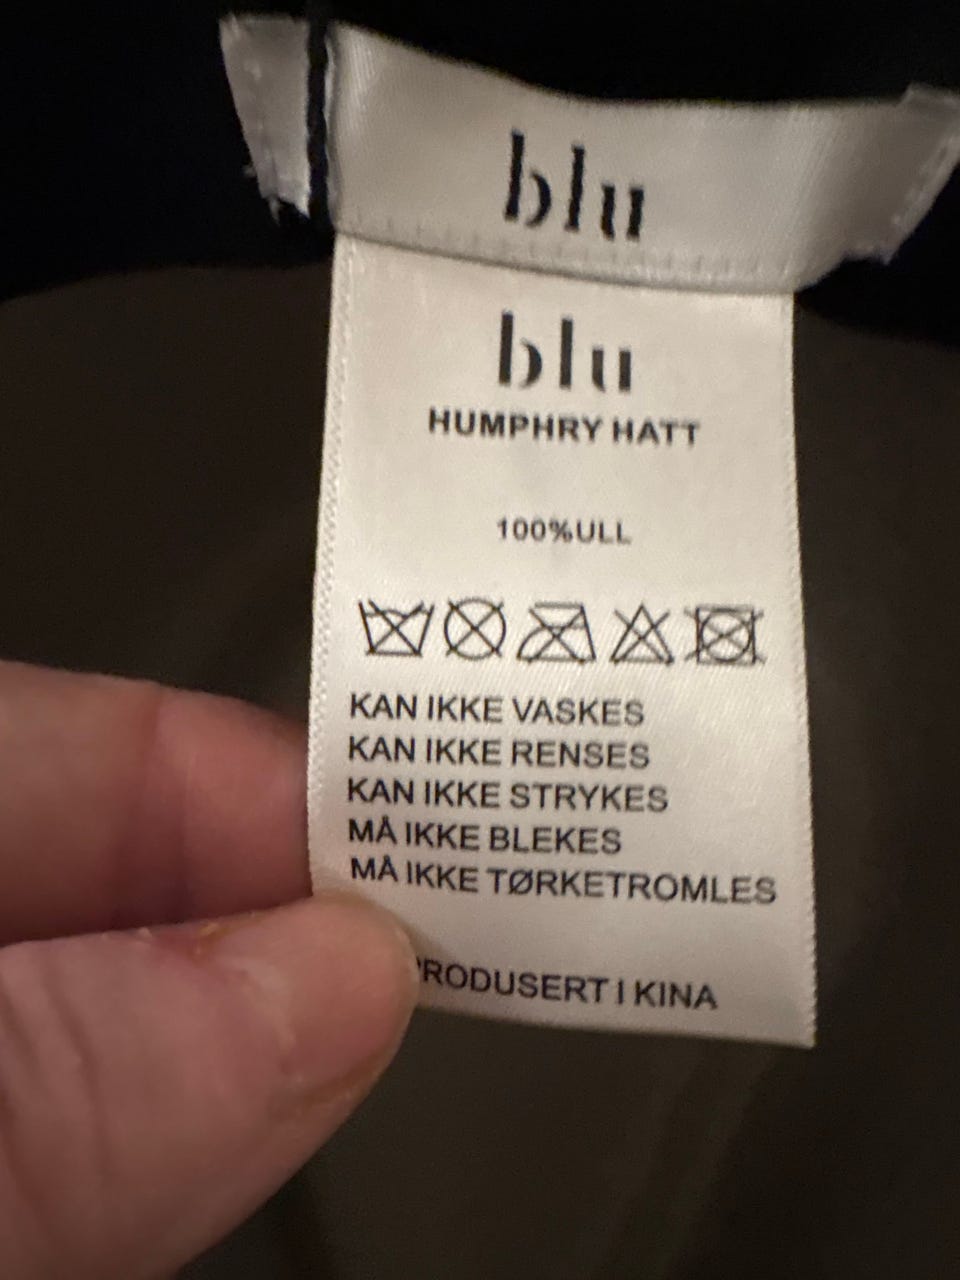 blu
blu
HUMPHRY HATT
100%ULL
KAN IKKE VASKES
KAN IKKE RENSES
KAN IKKE STRYKES
MÅ IKKE BLEKES
MÅ IKKE TØRKETROMLES
PRODUSERT I KINA